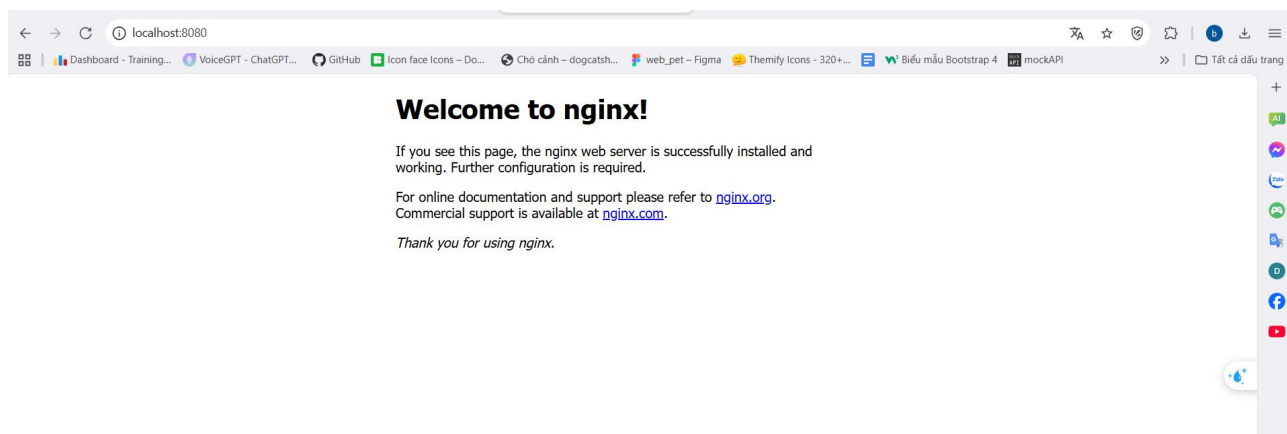 localhost:8080
Dashboard - Training... VoiceGPT - ChatGPT... GitHub Icon face Icons – Do... Chó cảnh – dogcatsh... web_pet – Figma Themify Icons - 320+... Biểu mẫu Bootstrap 4 mockAPI Tất cả dấu trang
Welcome to nginx!
If you see this page, the nginx web server is successfully installed and
working. Further configuration is required.
For online documentation and support please refer to nginx.org.
Commercial support is available at nginx.com.
Thank you for using nginx.
AI
Zalo
D